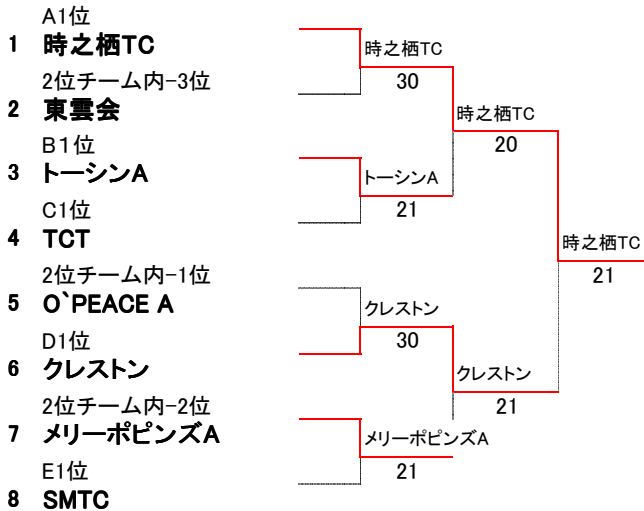 A1位
1 時之栖TC
2位チーム内-3位
2 東雲会
B1位
3 トーシンA
C1位
4 TCT
2位チーム内-1位
5 O`PEACE A
D1位
6 クレストン
2位チーム内-2位
7 メリーポピンズA
E1位
8 SMTC
時之栖TC
30
トーシンA
21
クレストン
30
メリーポピンズA
21
時之栖TC
20
クレストン
21
時之栖TC
21